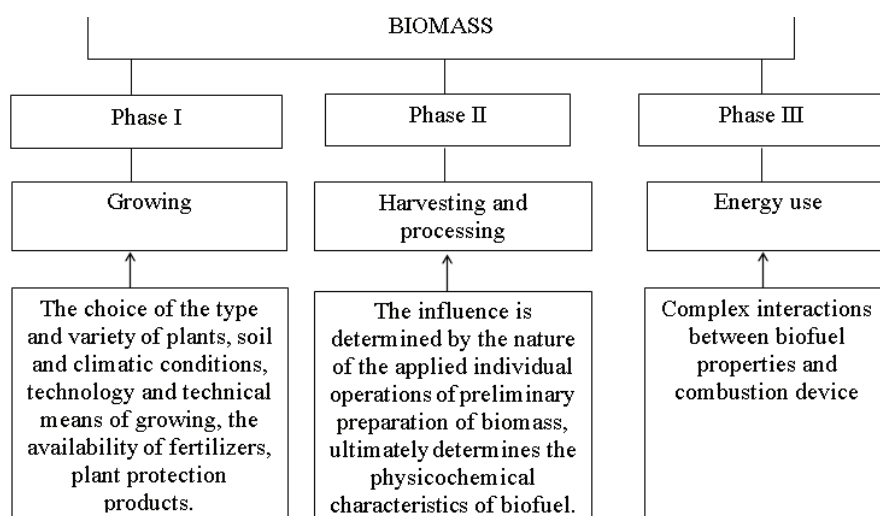 BIOMASS
Phase I
Phase II
Phase III
Growing
Harvesting and
processing
Energy use
The choice of the type
and variety of plants, soil
and climatic conditions,
technology and technical
means of growing, the
availability of fertilizers,
plant protection
products.
The influence is
determined by the nature
of the applied individual
operations of preliminary
preparation of biomass,
ultimately determines the
physicochemical
characteristics of biofuel.
Complex interactions
between biofuel
properties and
combustion device